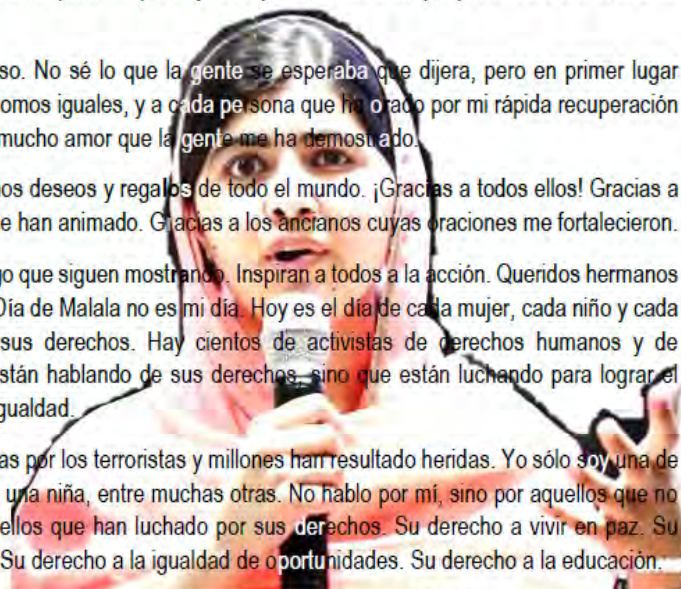 so. No sé lo que la gente se esperaba que dijera, pero en primer lugar
omos iguales, y a cada persona que ha orado por mi rápida recuperación
mucho amor que la gente me ha demostrado.
os deseos y regalos de todo el mundo. ¡Gracias a todos ellos! Gracias a
e han animado. Gracias a los ancianos cuyas oraciones me fortalecieron.
go que siguen mostrando. Inspiran a todos a la acción. Queridos hermanos
Día de Malala no es mi día. Hoy es el día de cada mujer, cada niño y cada
sus derechos. Hay cientos de activistas de derechos humanos y de
stán hablando de sus derechos, sino que están luchando para lograr el
gualdad.
as por los terroristas y millones han resultado heridas. Yo sólo soy una de
una niña, entre muchas otras. No hablo por mí, sino por aquellos que no
ellos que han luchado por sus derechos. Su derecho a vivir en paz. Su
Su derecho a la igualdad de oportunidades. Su derecho a la educación.